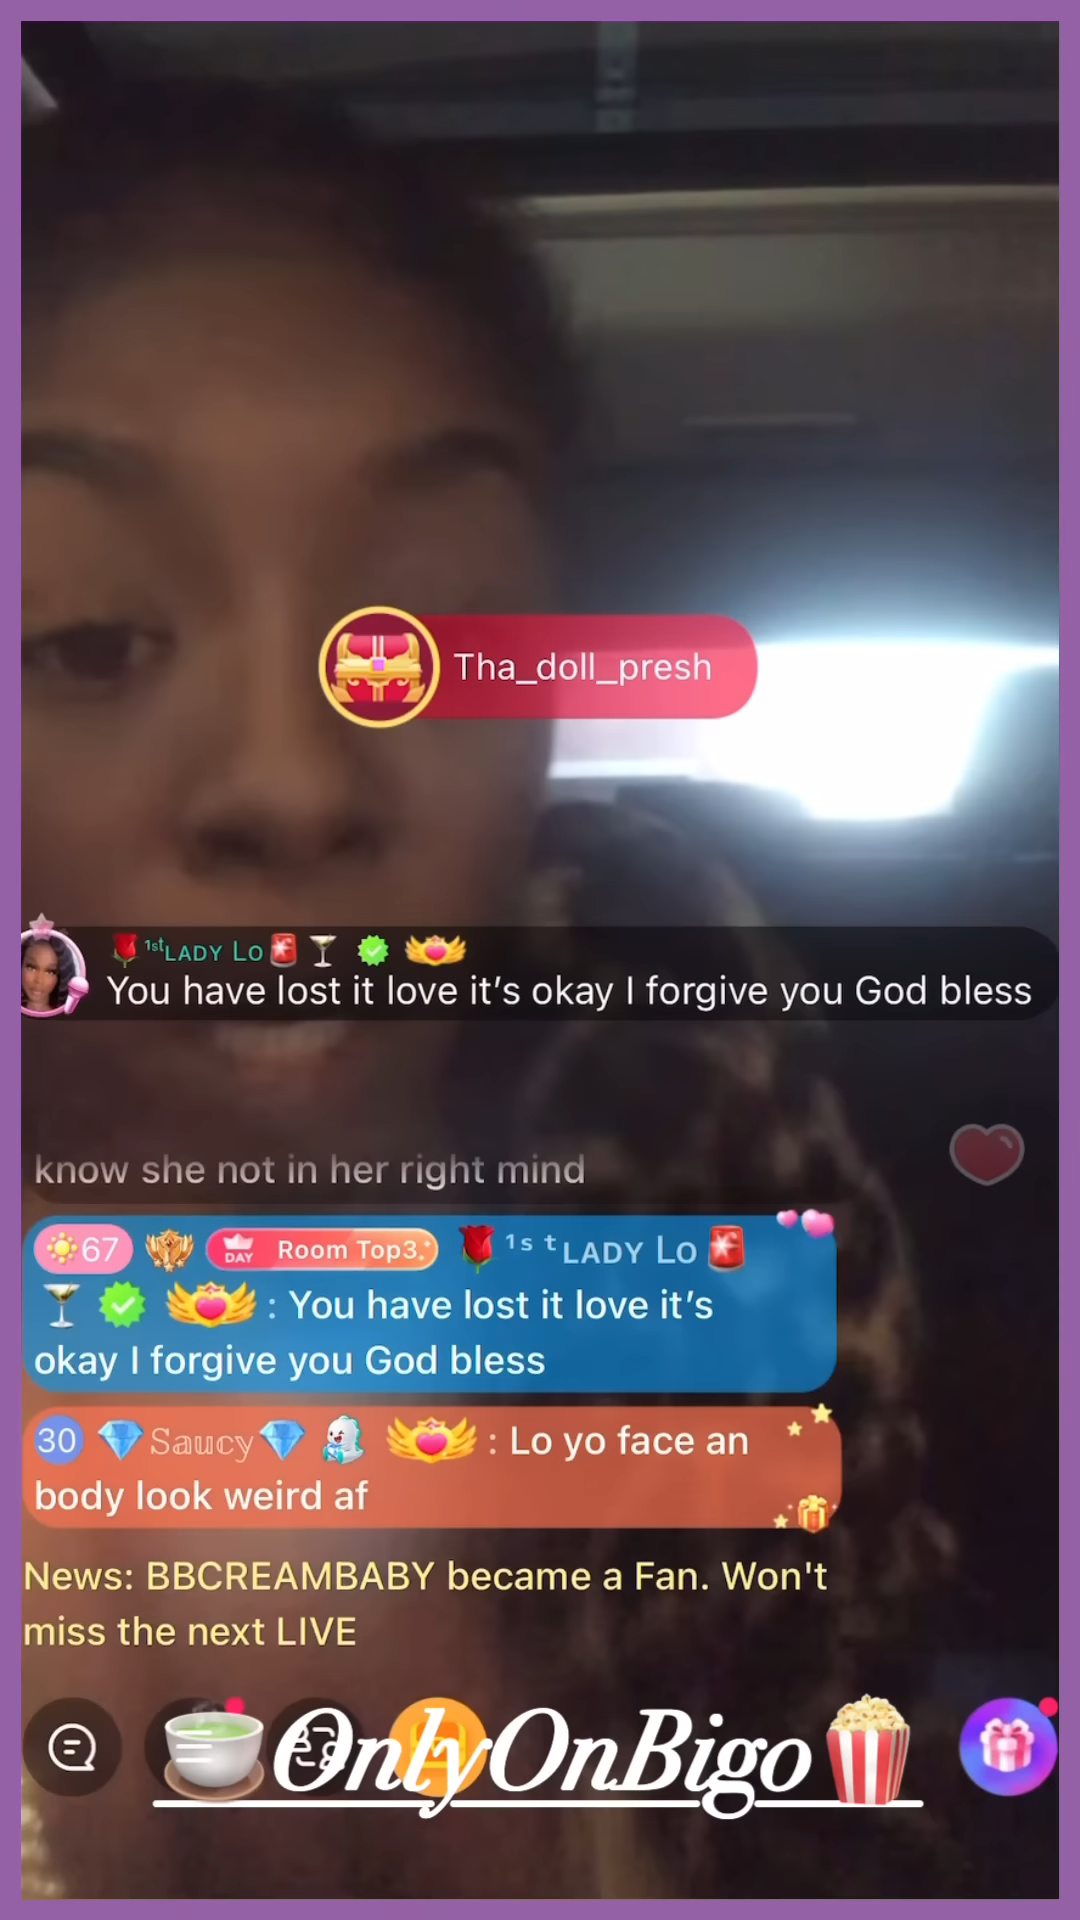 Tha_doll_presh
🌹¹ˢᵗLADY LO🚨🍸
You have lost it love it's okay I forgive you God bless
know she not in her right mind
67 DAY Room Top3 🌹 ¹ˢᵗLADY LO🚨
🍸 : You have lost it love it's
okay I forgive you God bless
30 💎Saucy💎 : Lo yo face an
body look weird af
News: BBCREAMBABY became a Fan. Won't
miss the next LIVE
🍵OnlyOnBigo🍿